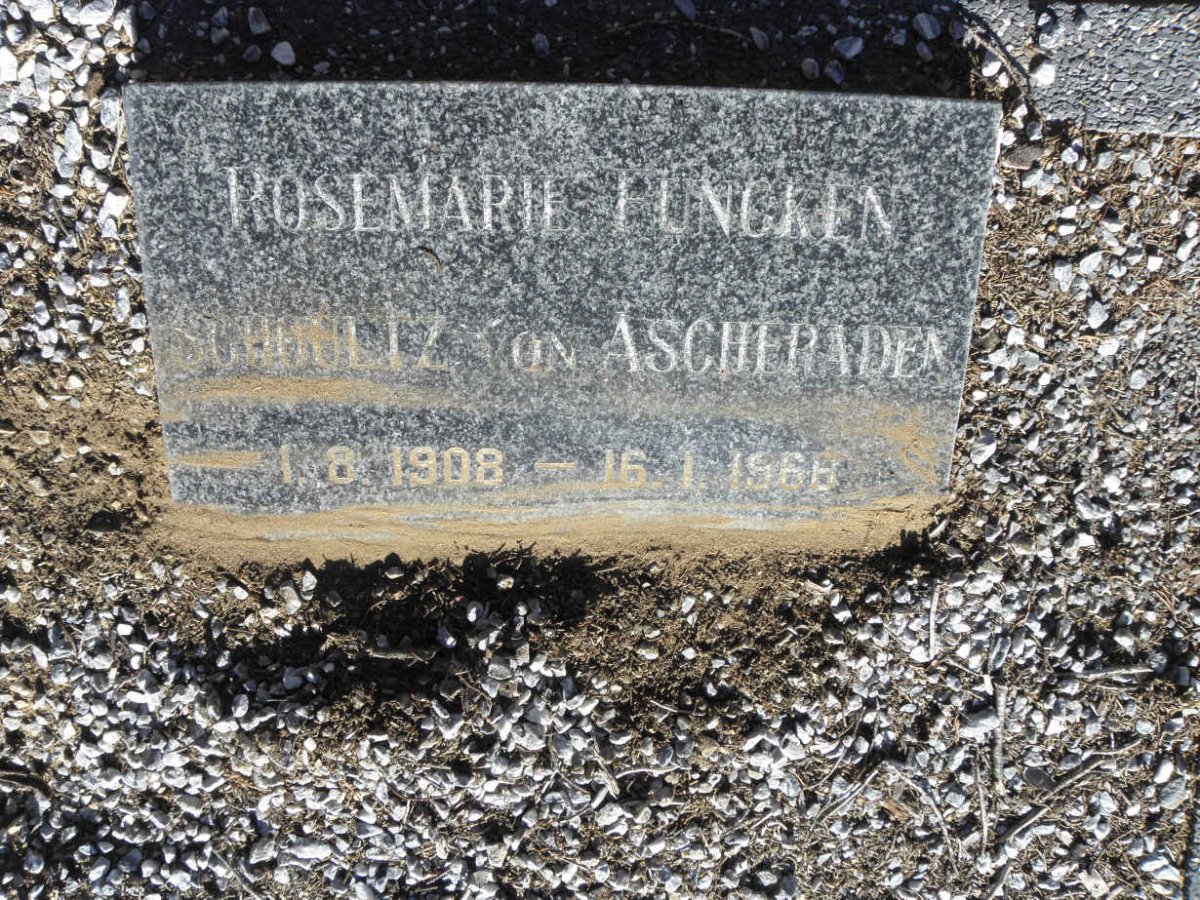 ROSEMARIE FUNCKEN
SCHOULTZ VON ASCHERADEN
1.8.1908 – 16.1.1966